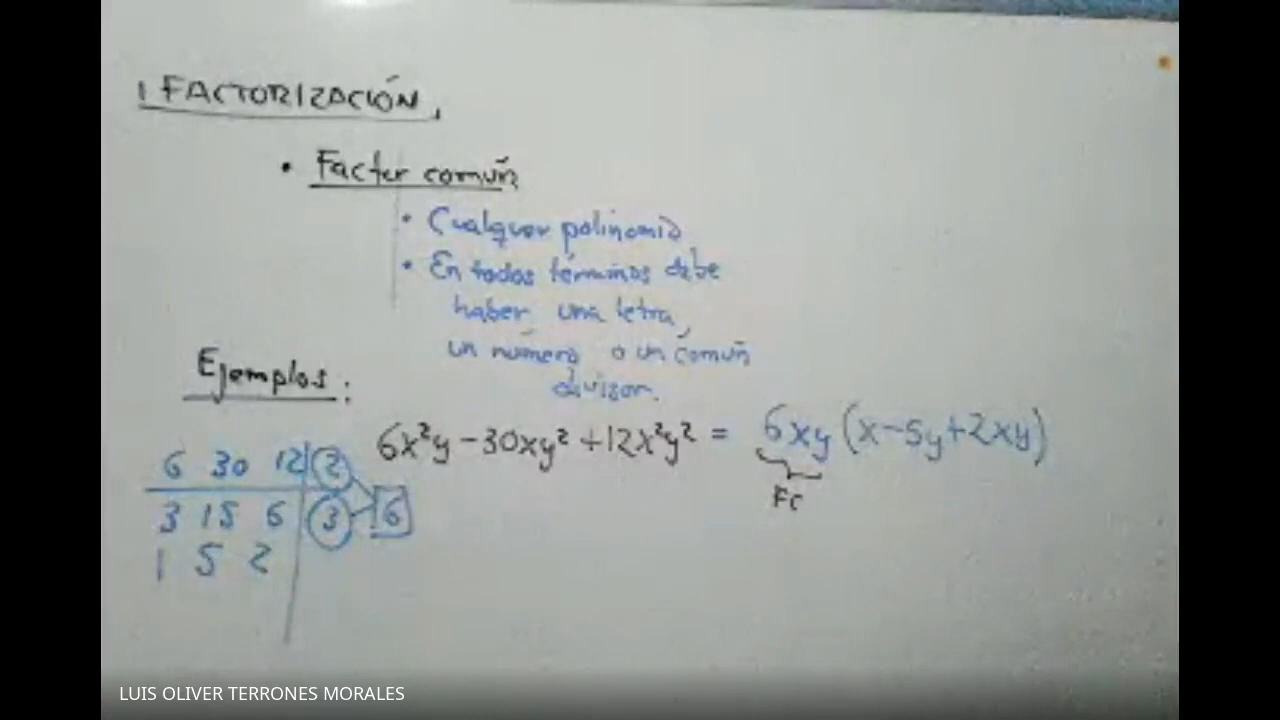 1 FACTORIZACIÓN.
• Factor común
• Cualquier polinomio
• En todos términos debe
haber una letra,
un número o un común
divisor.
Ejemplos:
6x²y - 30xy² + 12x²y² = 6xy (x - 5y + 2xy)
FC
6 30 12 2
3 15 6 3 6
1 5 2
LUIS OLIVER TERRONES MORALES